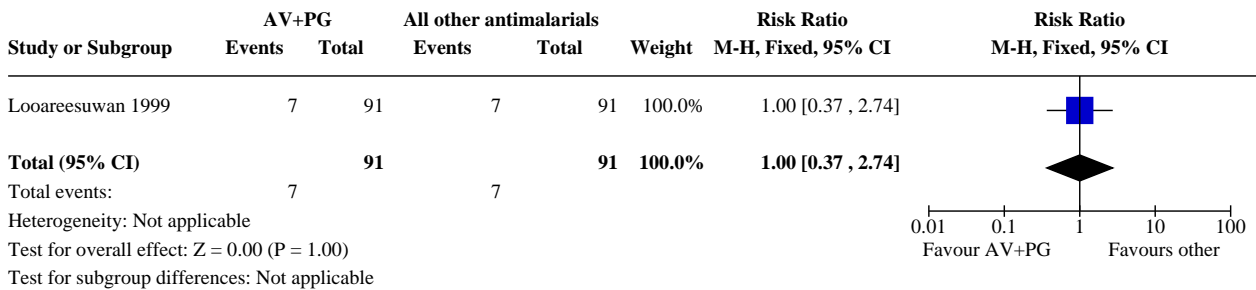 AV+PG All other antimalarials Risk Ratio Risk Ratio
Study or Subgroup Events Total Events Total Weight M-H, Fixed, 95% CI M-H, Fixed, 95% CI
Looareesuwan 1999 7 91 7 91 100.0% 1.00 [0.37 , 2.74]
Total (95% CI) 91 91 100.0% 1.00 [0.37 , 2.74]
Total events: 7 7
Heterogeneity: Not applicable
Test for overall effect: Z = 0.00 (P = 1.00)
Test for subgroup differences: Not applicable
0.01 0.1 1 10 100
Favour AV+PG Favours other